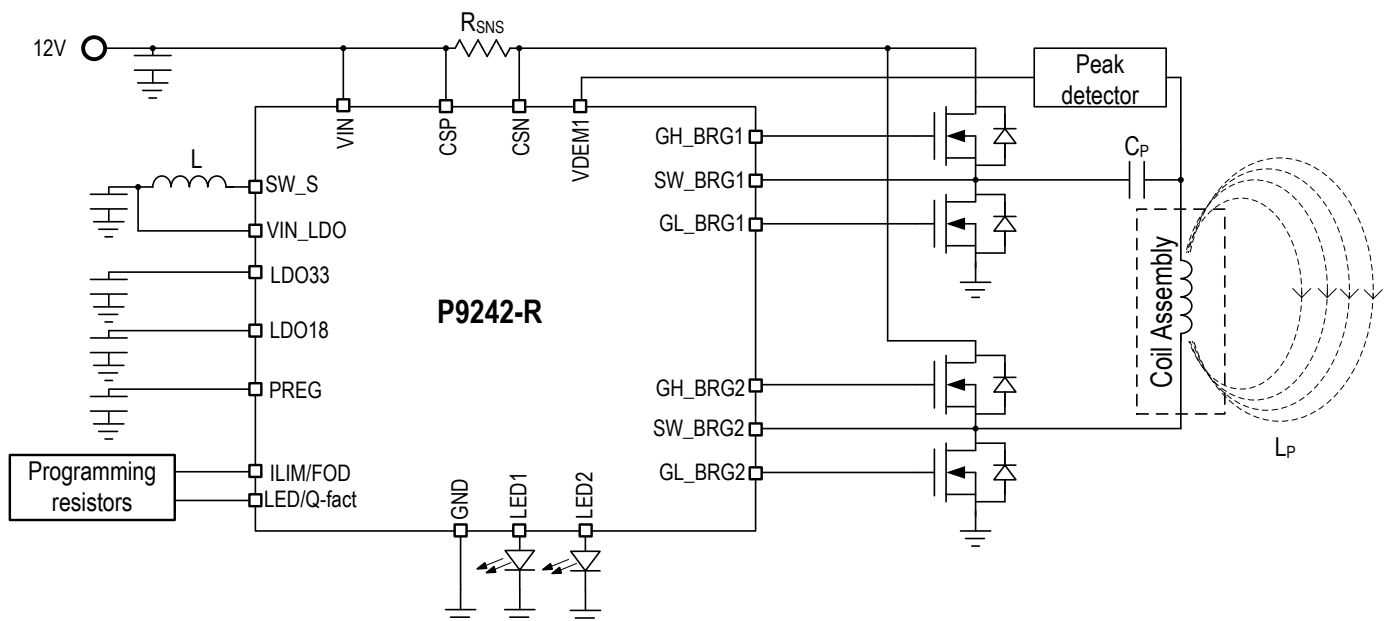 12V
RSNS
Peak
detector
VIN
CSP
CSN
VDEM1
GH_BRG1
CP
L
SW_S
SW_BRG1
VIN_LDO
GL_BRG1
LDO33
P9242-R
Coil Assembly
LDO18
PREG
GH_BRG2
SW_BRG2
LP
Programming
resistors
ILIM/FOD
GL_BRG2
LED/Q-fact
GND
LED1
LED2